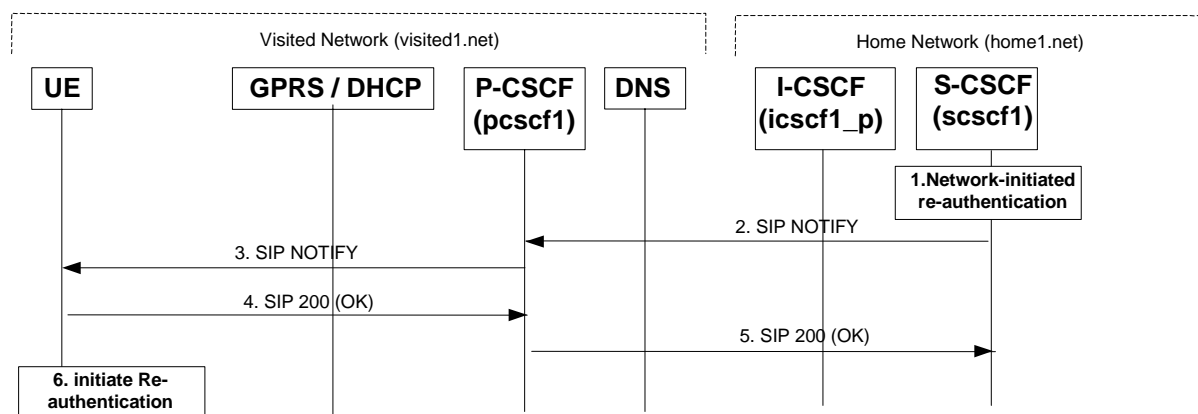 Visited Network (visited1.net)
Home Network (home1.net)
UE
GPRS / DHCP
P-CSCF
(pcscf1)
DNS
I-CSCF
(icscf1_p)
S-CSCF
(scscf1)
1.Network-initiated
re-authentication
2. SIP NOTIFY
3. SIP NOTIFY
4. SIP 200 (OK)
5. SIP 200 (OK)
6. initiate Re-
authentication